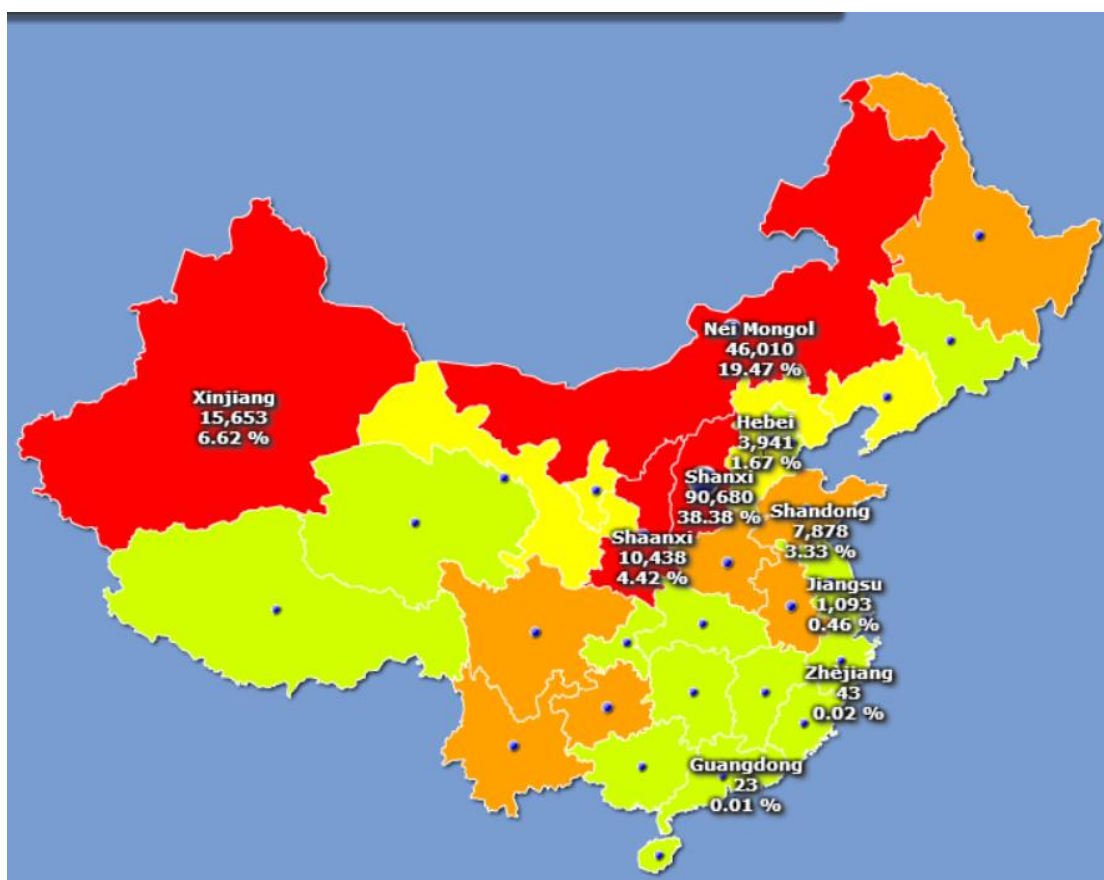 Nei Mongol
46,010
19.47 %
Xinjiang
15,653
6.62 %
Hebei
3,941
1.67 %
Shanxi
90,680
38.38 %
Shandong
7,878
3.33 %
Shaanxi
10,438
4.42 %
Jiangsu
1,093
0.46 %
Zhejiang
43
0.02 %
Guangdong
23
0.01 %